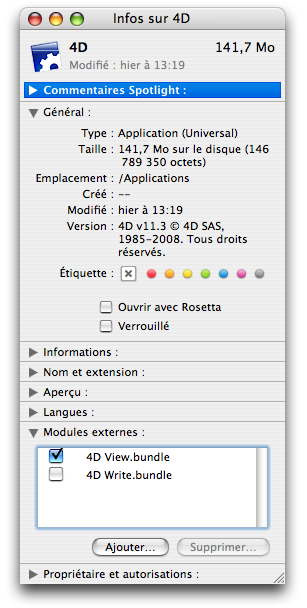 Infos sur 4D
4D 141,7 Mo
Modifié : hier à 13:19
Commentaires Spotlight :
Général :
Type : Application (Universal)
Taille : 141,7 Mo sur le disque (146
789 350 octets)
Emplacement : /Applications
Créé : --
Modifié : hier à 13:19
Version : 4D v11.3 © 4D SAS,
1985-2008. Tous droits
réservés.
Étiquette :
Ouvrir avec Rosetta
Verrouillé
Informations :
Nom et extension :
Aperçu :
Langues :
Modules externes :
4D View.bundle
4D Write.bundle
Ajouter... Supprimer...
Propriétaire et autorisations :